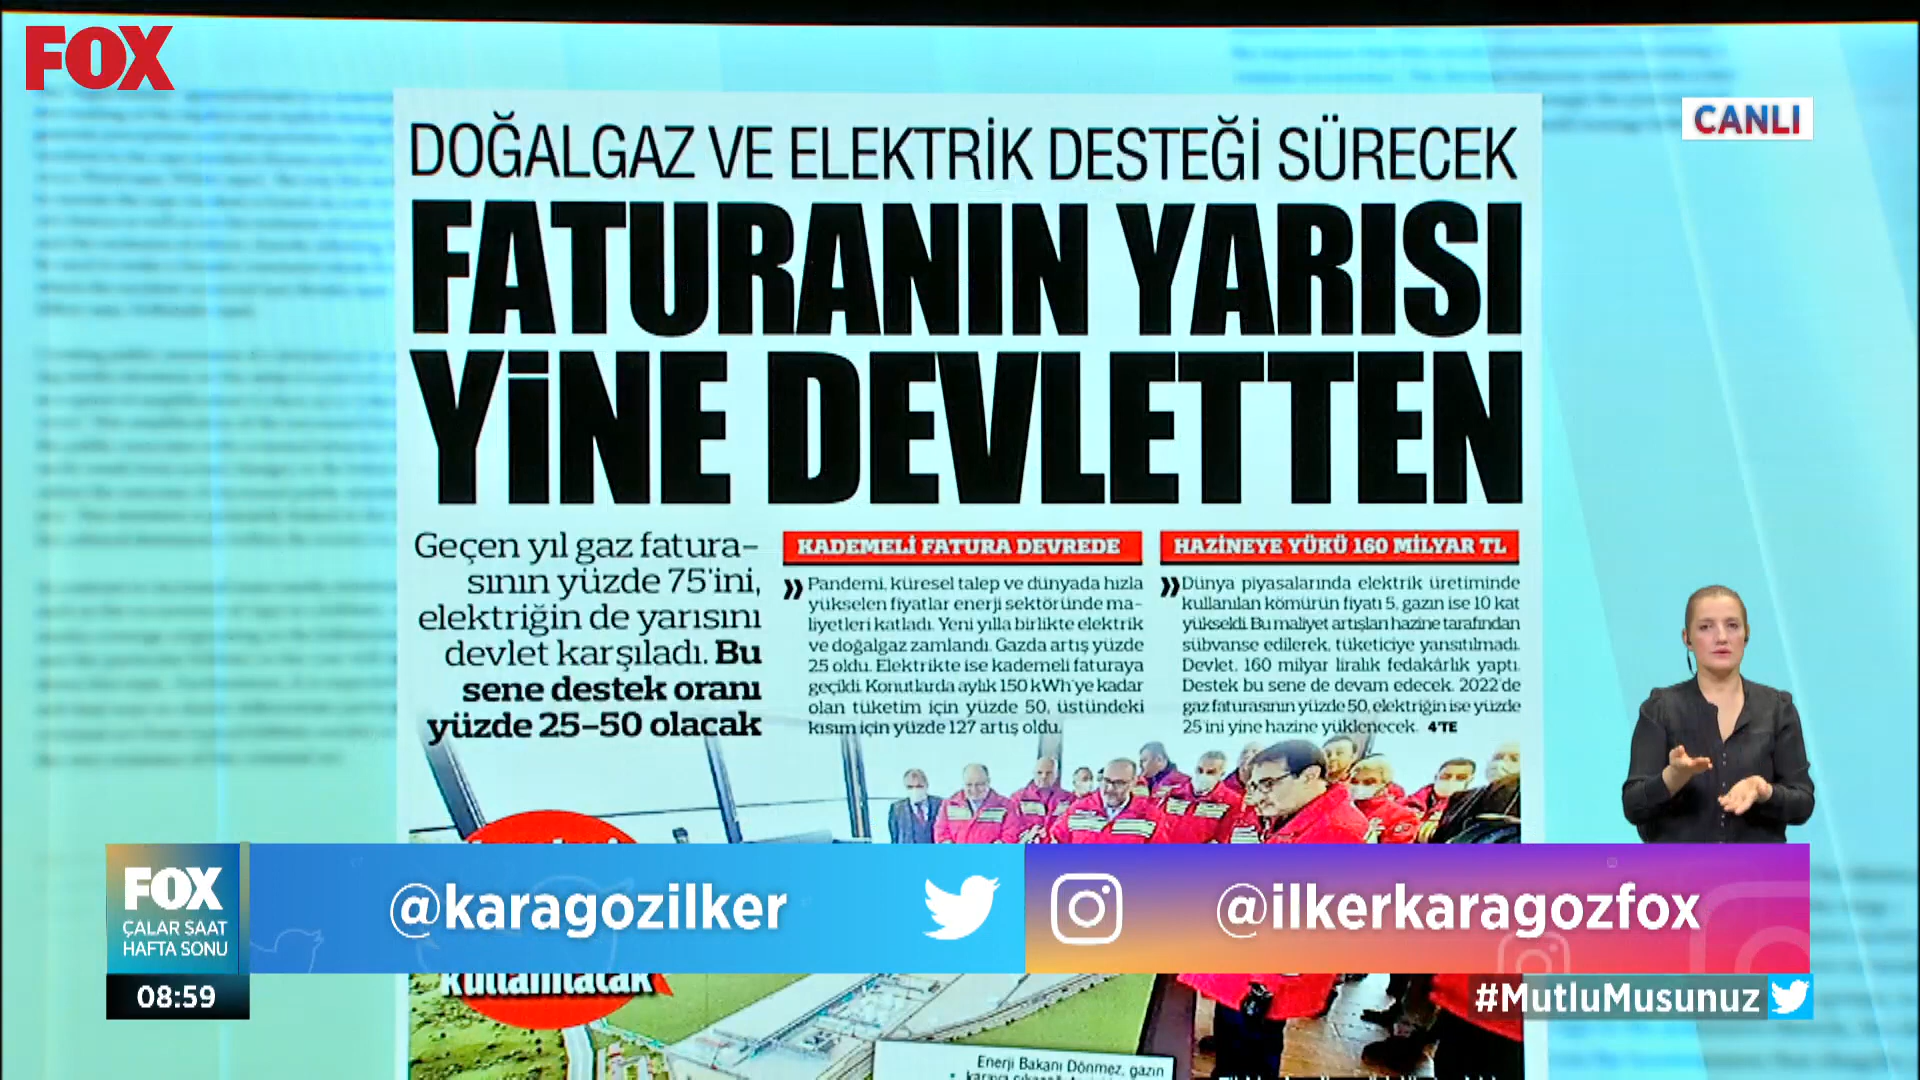 FOX
CANLI
DOĞALGAZ VE ELEKTRİK DESTEĞİ SÜRECEK
FATURANIN YARISI
YİNE DEVLETTEN
Geçen yıl gaz fatura-
sının yüzde 75'ini,
elektriğin de yarısını
devlet karşıladı. Bu
sene destek oranı
yüzde 25-50 olacak
KADEMELİ FATURA DEVREDE
» Pandemi, küresel talep ve dünyada hızla
yükselen fiyatlar enerji sektöründe ma-
liyetleri katladı. Yeni yılla birlikte elektrik
ve doğalgaz zamlandı. Gazda artış yüzde
25 oldu. Elektrikte ise kademeli faturaya
geçildi. Konutlarda aylık 150 kWh'ye kadar
olan tüketim için yüzde 50, üstündeki
kısım için yüzde 127 artış oldu.
HAZİNEYE YÜKÜ 160 MİLYAR TL
» Dünya piyasalarında elektrik üretiminde
kullanılan kömürün fiyatı 5, gazın ise 10 kat
yükseldi. Bu maliyet artışları hazine tarafından
sübvanse edilerek, tüketiciye yansıtılmadı.
Devlet, 160 milyar liralık fedakârlık yaptı.
Destek bu sene de devam edecek. 2022'de
gaz faturasının yüzde 50, elektriğin ise yüzde
25'ini yine hazine yüklenecek. 4'TE
FOX
ÇALAR SAAT
HAFTA SONU
08:59
@karagozilker
@ilkerkaragozfox
kullanılacak
#MutluMusunuz
Enerji Bakanı Dönmez, gazın